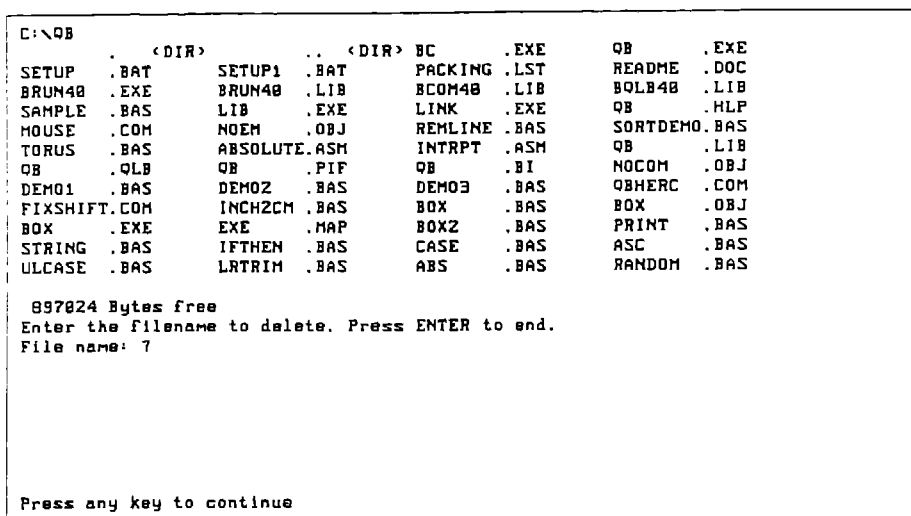 C:\QB
. <DIR> .. <DIR> BC .EXE QB .EXE
SETUP .BAT SETUP1 .BAT PACKING .LST README .DOC
BRUN40 .EXE BRUN40 .LIB BCOM40 .LIB BQLB40 .LIB
SAMPLE .BAS LIB .EXE LINK .EXE QB .HLP
MOUSE .COM NOEM .OBJ REMLINE .BAS SORTDEMO.BAS
TORUS .BAS ABSOLUTE.ASM INTRPT .ASM QB .LIB
QB .QLB QB .PIF QB .BI NOCOM .OBJ
DEMO1 .BAS DEMO2 .BAS DEMO3 .BAS QBHERC .COM
FIXSHIFT.COM INCH2CM .BAS BOX .BAS BOX .OBJ
BOX .EXE EXE .MAP BOX2 .BAS PRINT .BAS
STRING .BAS IFTHEN .BAS CASE .BAS ASC .BAS
ULCASE .BAS LRTRIM .BAS ABS .BAS RANDOM .BAS
897024 Bytes free
Enter the filename to delete. Press ENTER to end.
File name: ?
Press any key to continue